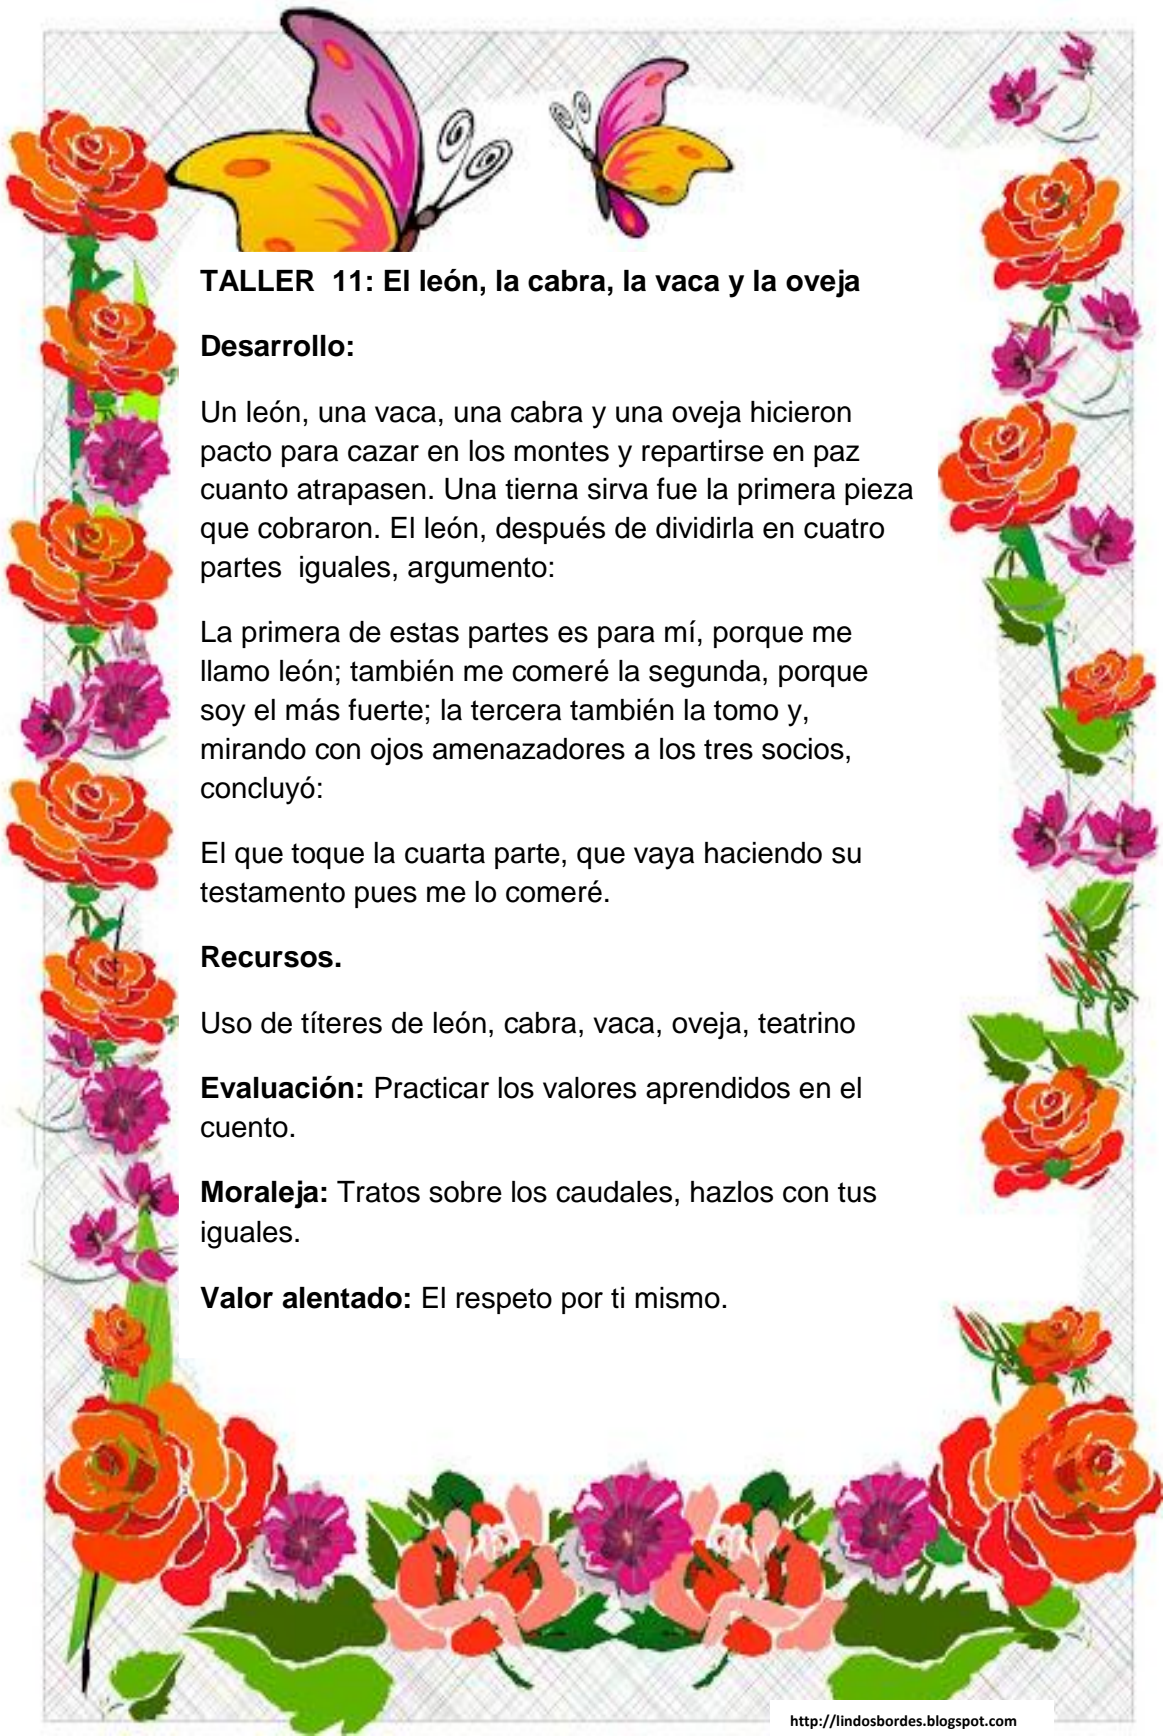 TALLER  11: El león, la cabra, la vaca y la oveja
Desarrollo:
Un león, una vaca, una cabra y una oveja hicieron
pacto para cazar en los montes y repartirse en paz
cuanto atrapasen. Una tierna sirva fue la primera pieza
que cobraron. El león, después de dividirla en cuatro
partes  iguales, argumento:
La primera de estas partes es para mí, porque me
llamo león; también me comeré la segunda, porque
soy el más fuerte; la tercera también la tomo y,
mirando con ojos amenazadores a los tres socios,
concluyó:
El que toque la cuarta parte, que vaya haciendo su
testamento pues me lo comeré.
Recursos.
Uso de títeres de león, cabra, vaca, oveja, teatrino
Evaluación: Practicar los valores aprendidos en el
cuento.
Moraleja: Tratos sobre los caudales, hazlos con tus
iguales.
Valor alentado: El respeto por ti mismo.
http://lindosbordes.blogspot.com